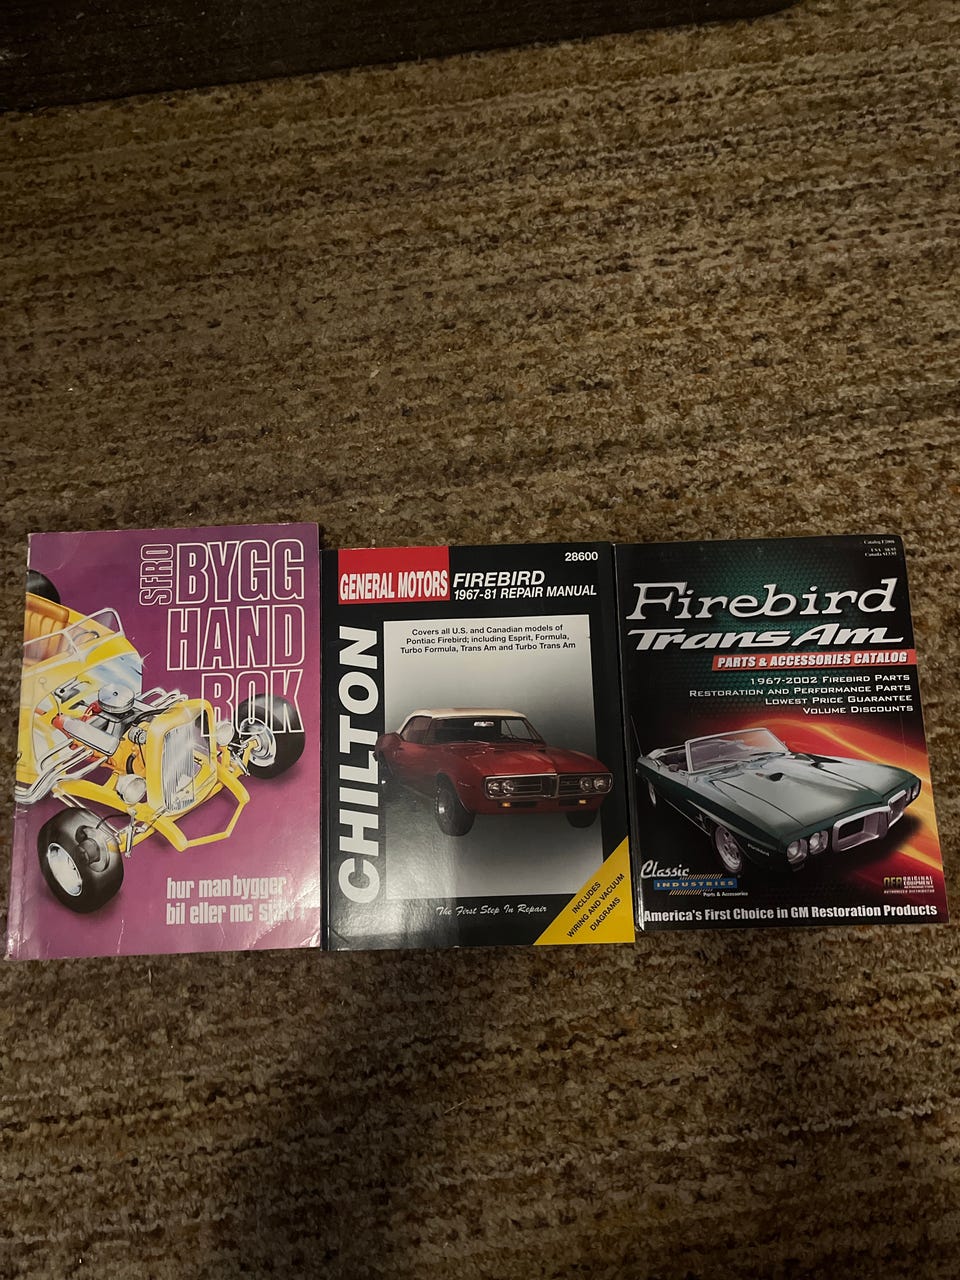 SFRO
BYGG
HAND
BOK
hur man bygger
bil eller mc själv
28600
GENERAL MOTORS
FIREBIRD
1967-81 REPAIR MANUAL
Covers all U.S. and Canadian models of
Pontiac Firebird; including Esprit, Formula,
Turbo Formula, Trans Am and Turbo Trans Am
CHILTON
The First Step In Repair
INCLUDES
WIRING AND VACUUM
DIAGRAMS
Firebird
Trans Am
PARTS & ACCESSORIES CATALOG
1967-2002 FIREBIRD PARTS
RESTORATION AND PERFORMANCE PARTS
LOWEST PRICE GUARANTEE
VOLUME DISCOUNTS
Classic
INDUSTRIES
Parts & Accessories
America's First Choice in GM Restoration Products